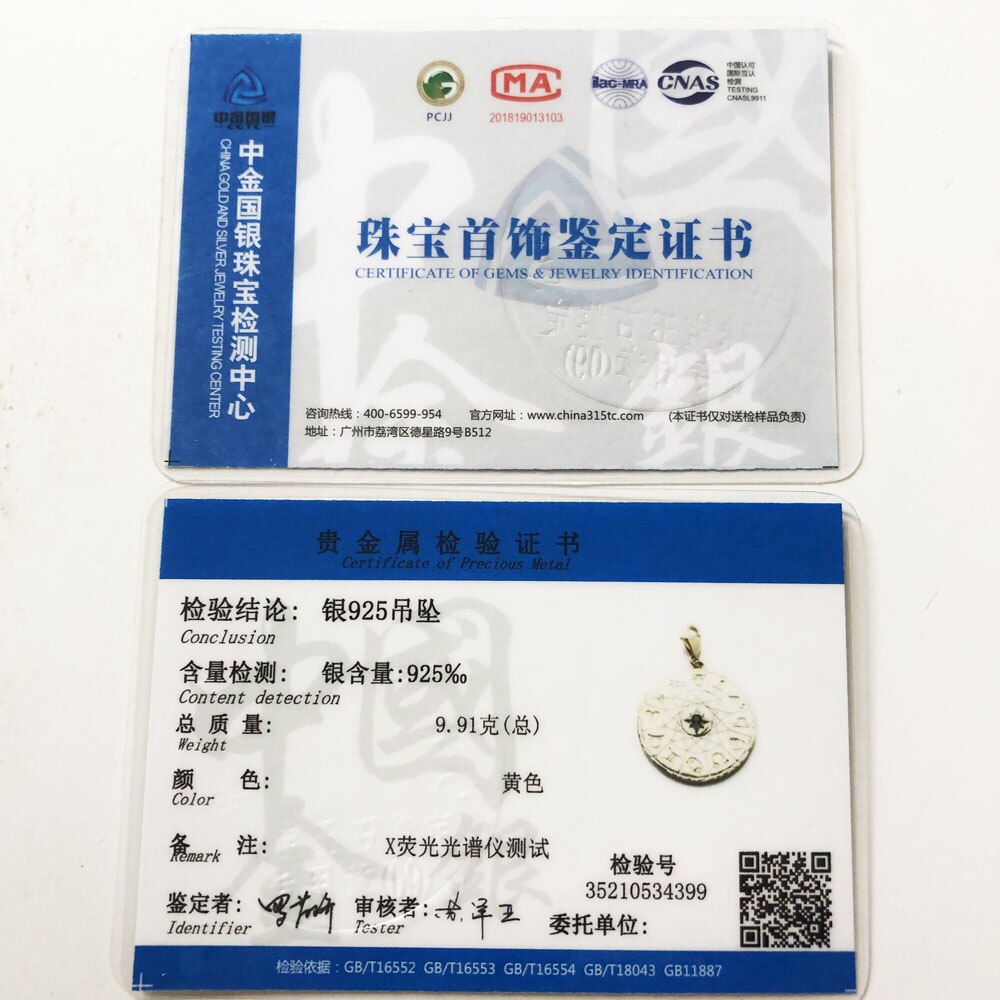 中金国银
CGTC
中金国银珠宝检测中心
CHINA GOLD AND SILVER JEWELRY TESTING CENTER
PCJJ
MA
201819013103
ilac-MRA
CNAS
中国认可
国际互认
检测
TESTING
CNASL9911
珠宝首饰鉴定证书
CERTIFICATE OF GEMS & JEWELRY IDENTIFICATION
咨询热线：400-6599-954 官方网址：www.china315tc.com (本证书仅对送检样品负责)
地址：广州市荔湾区德星路9号B512
贵金属检验证书
Certificate of Precious Metal
检验结论: 银925吊坠
Conclusion
含量检测: 银含量:925‰
Content detection
总质量: 9.91克(总)
Weight
颜色: 黄色
Color
备注: X荧光光谱仪测试
Remark
检验号
35210534399
鉴定者: 审核者:
Identifier Tester
委托单位:
检验依据：GB/T16552 GB/T16553 GB/T16554 GB/T18043 GB11887